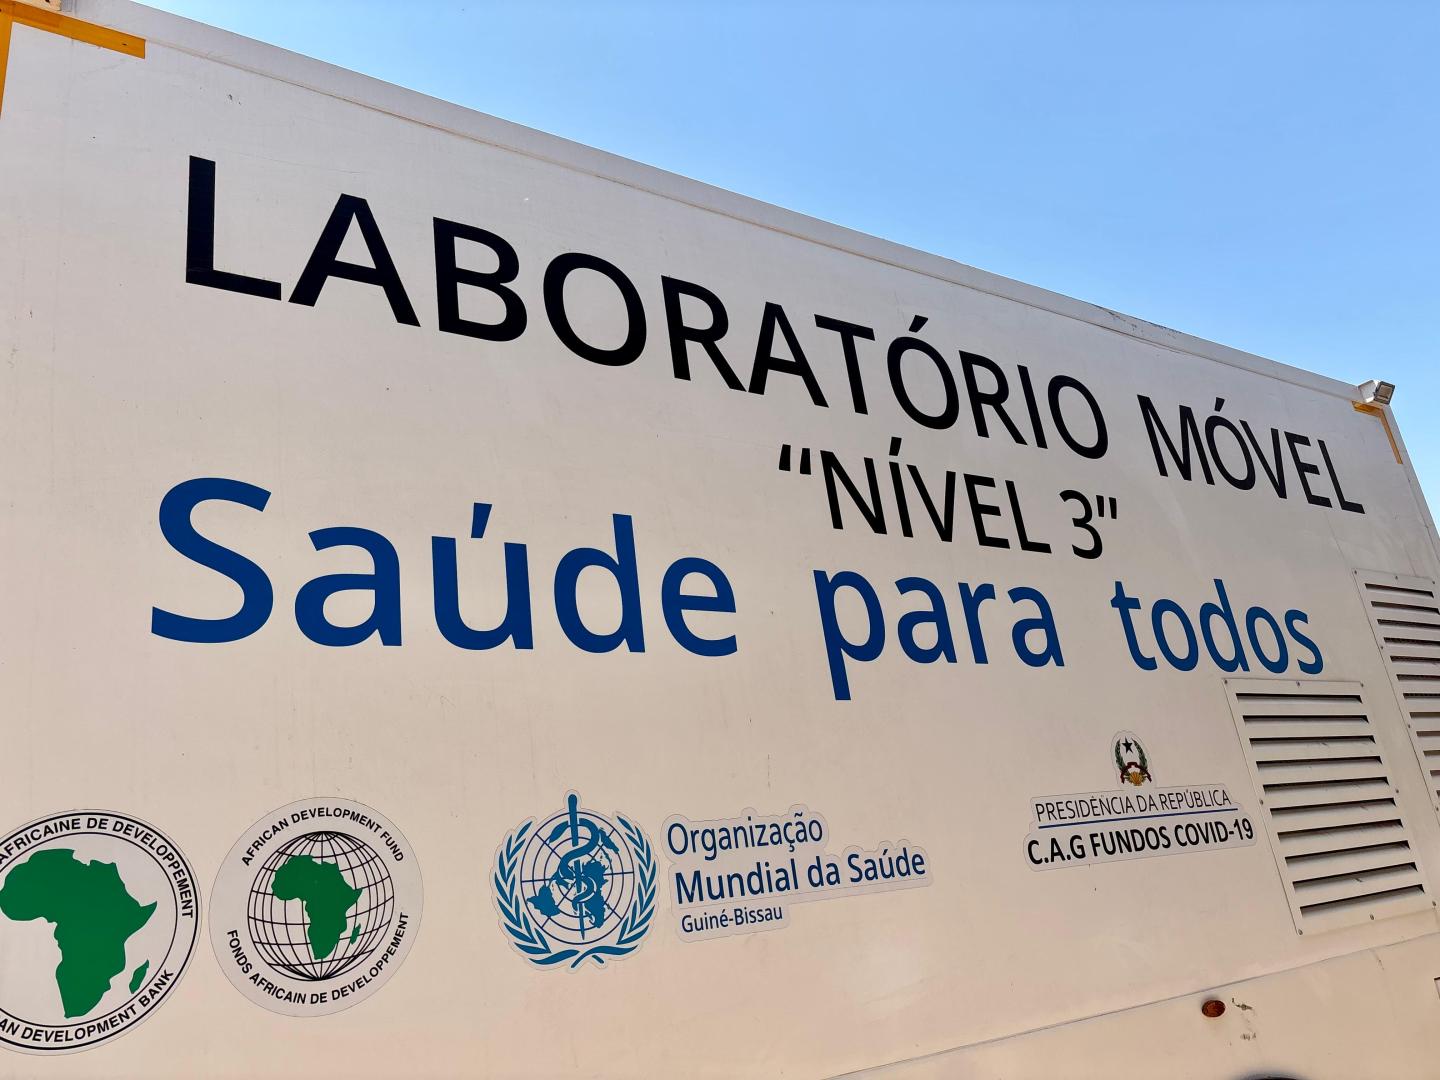 LABORATÓRIO MÓVEL
“NÍVEL 3”
Saúde para todos
AFRICAINE DE DEVELOPPEMENT
DEVELOPMENT BANK
AFRICAN DEVELOPMENT FUND
FONDS AFRICAIN DE DEVELOPPEMENT
Organização
Mundial da Saúde
Guiné-Bissau
PRESIDÊNCIA DA REPÚBLICA
C.A.G FUNDOS COVID-19